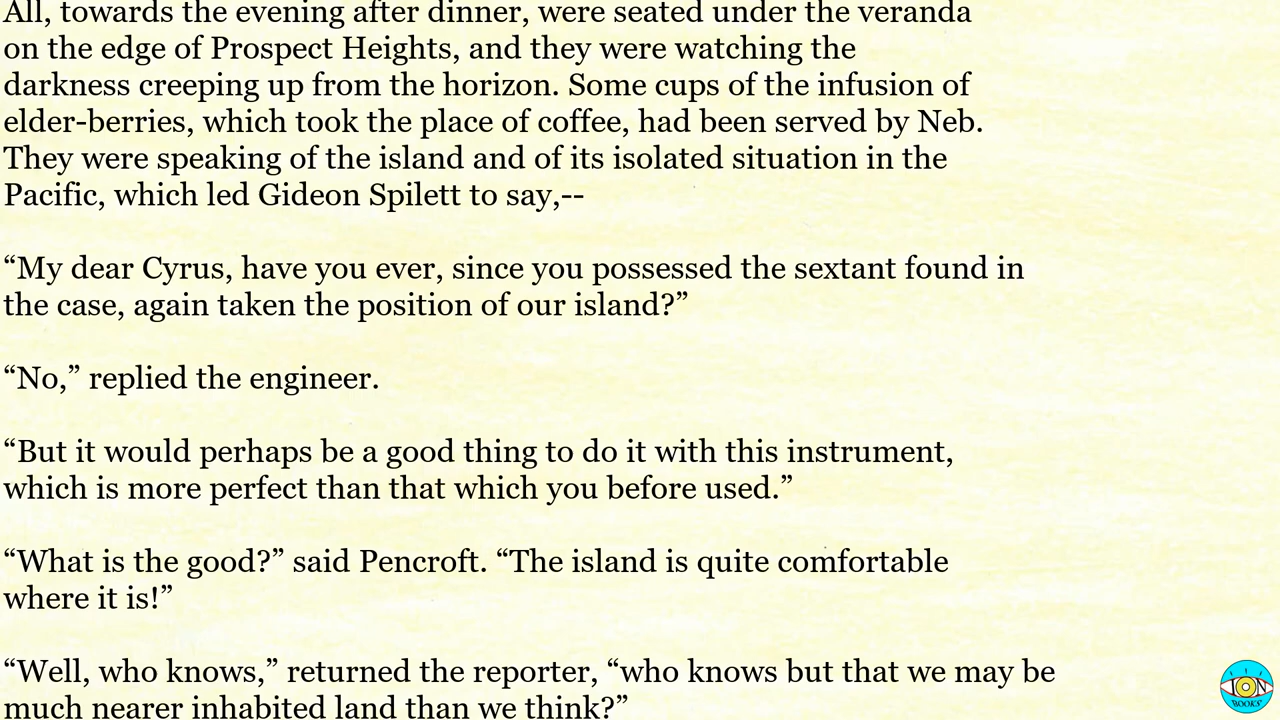 All, towards the evening after dinner, were seated under the veranda
on the edge of Prospect Heights, and they were watching the
darkness creeping up from the horizon. Some cups of the infusion of
elder-berries, which took the place of coffee, had been served by Neb.
They were speaking of the island and of its isolated situation in the
Pacific, which led Gideon Spilett to say,--
“My dear Cyrus, have you ever, since you possessed the sextant found in
the case, again taken the position of our island?”
“No,” replied the engineer.
“But it would perhaps be a good thing to do it with this instrument,
which is more perfect than that which you before used.”
“What is the good?” said Pencroft. “The island is quite comfortable
where it is!”
“Well, who knows,” returned the reporter, “who knows but that we may be
much nearer inhabited land than we think?”
ION
BOOKS